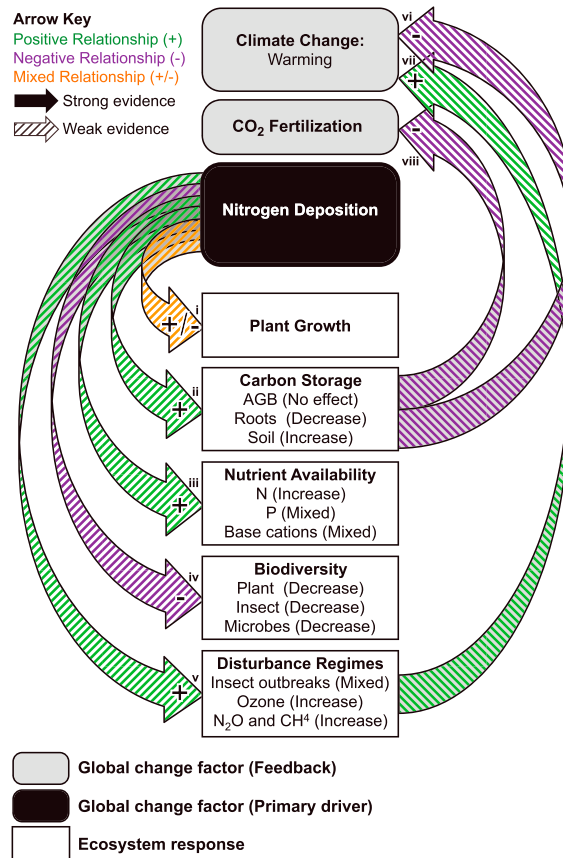 Arrow Key
Positive Relationship (+)
Negative Relationship (-)
Mixed Relationship (+/-)
Strong evidence
Weak evidence
Climate Change:
Warming
vi
-
vii
+
CO₂ Fertilization
-
viii
Nitrogen Deposition
i
+/-
Plant Growth
ii
+
Carbon Storage
AGB (No effect)
Roots (Decrease)
Soil (Increase)
iii
+
Nutrient Availability
N (Increase)
P (Mixed)
Base cations (Mixed)
iv
-
Biodiversity
Plant (Decrease)
Insect (Decrease)
Microbes (Decrease)
v
+
Disturbance Regimes
Insect outbreaks (Mixed)
Ozone (Increase)
N₂O and CH⁴ (Increase)
Global change factor (Feedback)
Global change factor (Primary driver)
Ecosystem response